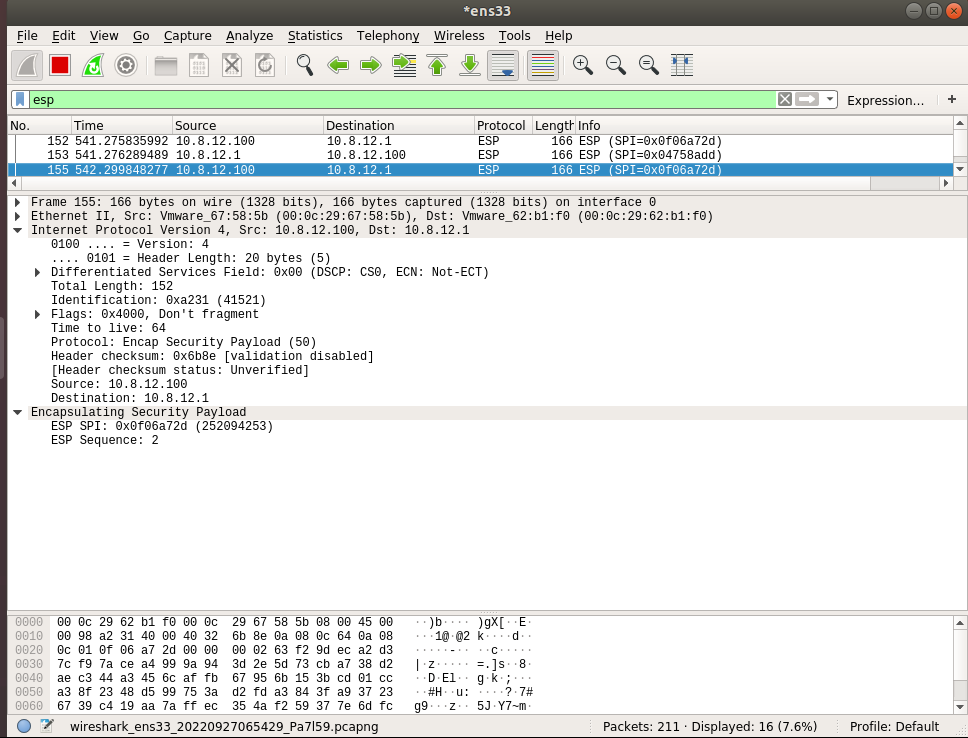 *ens33
File Edit View Go Capture Analyze Statistics Telephony Wireless Tools Help
esp Expression… +
No. Time Source Destination Protocol Length Info
152 541.275835992 10.8.12.100 10.8.12.1 ESP 166 ESP (SPI=0x0f06a72d)
153 541.276289489 10.8.12.1 10.8.12.100 ESP 166 ESP (SPI=0x04758add)
155 542.299848277 10.8.12.100 10.8.12.1 ESP 166 ESP (SPI=0x0f06a72d)
Frame 155: 166 bytes on wire (1328 bits), 166 bytes captured (1328 bits) on interface 0
Ethernet II, Src: Vmware_67:58:5b (00:0c:29:67:58:5b), Dst: Vmware_62:b1:f0 (00:0c:29:62:b1:f0)
Internet Protocol Version 4, Src: 10.8.12.100, Dst: 10.8.12.1
0100 .... = Version: 4
.... 0101 = Header Length: 20 bytes (5)
Differentiated Services Field: 0x00 (DSCP: CS0, ECN: Not-ECT)
Total Length: 152
Identification: 0xa231 (41521)
Flags: 0x4000, Don't fragment
Time to live: 64
Protocol: Encap Security Payload (50)
Header checksum: 0x6b8e [validation disabled]
[Header checksum status: Unverified]
Source: 10.8.12.100
Destination: 10.8.12.1
Encapsulating Security Payload
ESP SPI: 0x0f06a72d (252094253)
ESP Sequence: 2
0000 00 0c 29 62 b1 f0 00 0c 29 67 58 5b 08 00 45 00 ··)b···· )gX[··E·
0010 00 98 a2 31 40 00 40 32 6b 8e 0a 08 0c 64 0a 08 ···1@·@2 k····d··
0020 0c 01 0f 06 a7 2d 00 00 00 02 63 f2 9d ec a2 d3 ·····-·· ··c·····
0030 7c f9 7a ce a4 99 9a 94 3d 2e 5d 73 cb a7 38 d2 |·z····· =.]s··8·
0040 ae c3 44 a3 45 6c af fb 67 95 6b 15 3b cd 01 cc ··D·El·· g·k·;···
0050 a3 8f 23 48 d5 99 75 3a d2 fd a3 84 3f a9 37 23 ··#H··u: ····?·7#
0060 67 39 c4 19 aa 7a ff ec 35 4a f2 59 37 7e 6d fc g9···z·· 5J·Y7~m·
wireshark_ens33_20220927065429_Pa7l59.pcapng Packets: 211 · Displayed: 16 (7.6%) Profile: Default